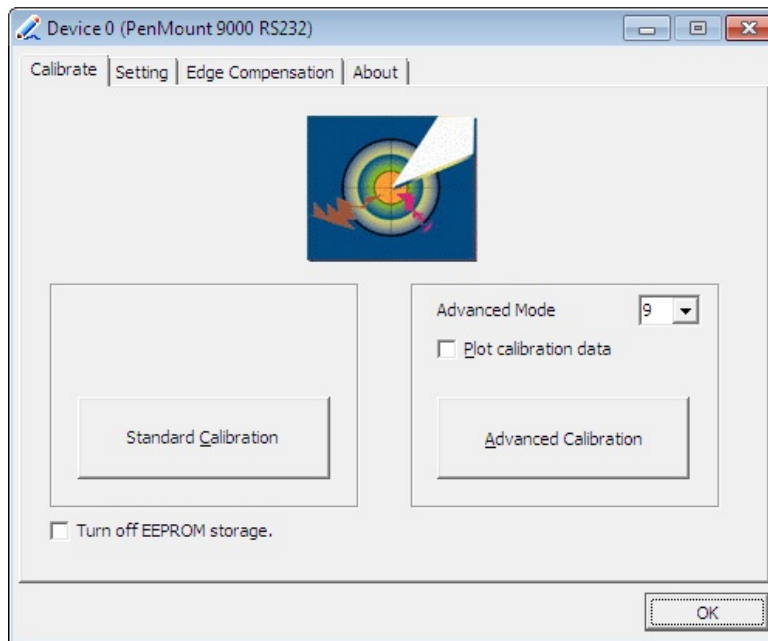 Device 0 (PenMount 9000 RS232)
Calibrate Setting Edge Compensation About
Advanced Mode 9
Plot calibration data
Standard Calibration
Advanced Calibration
Turn off EEPROM storage.
OK